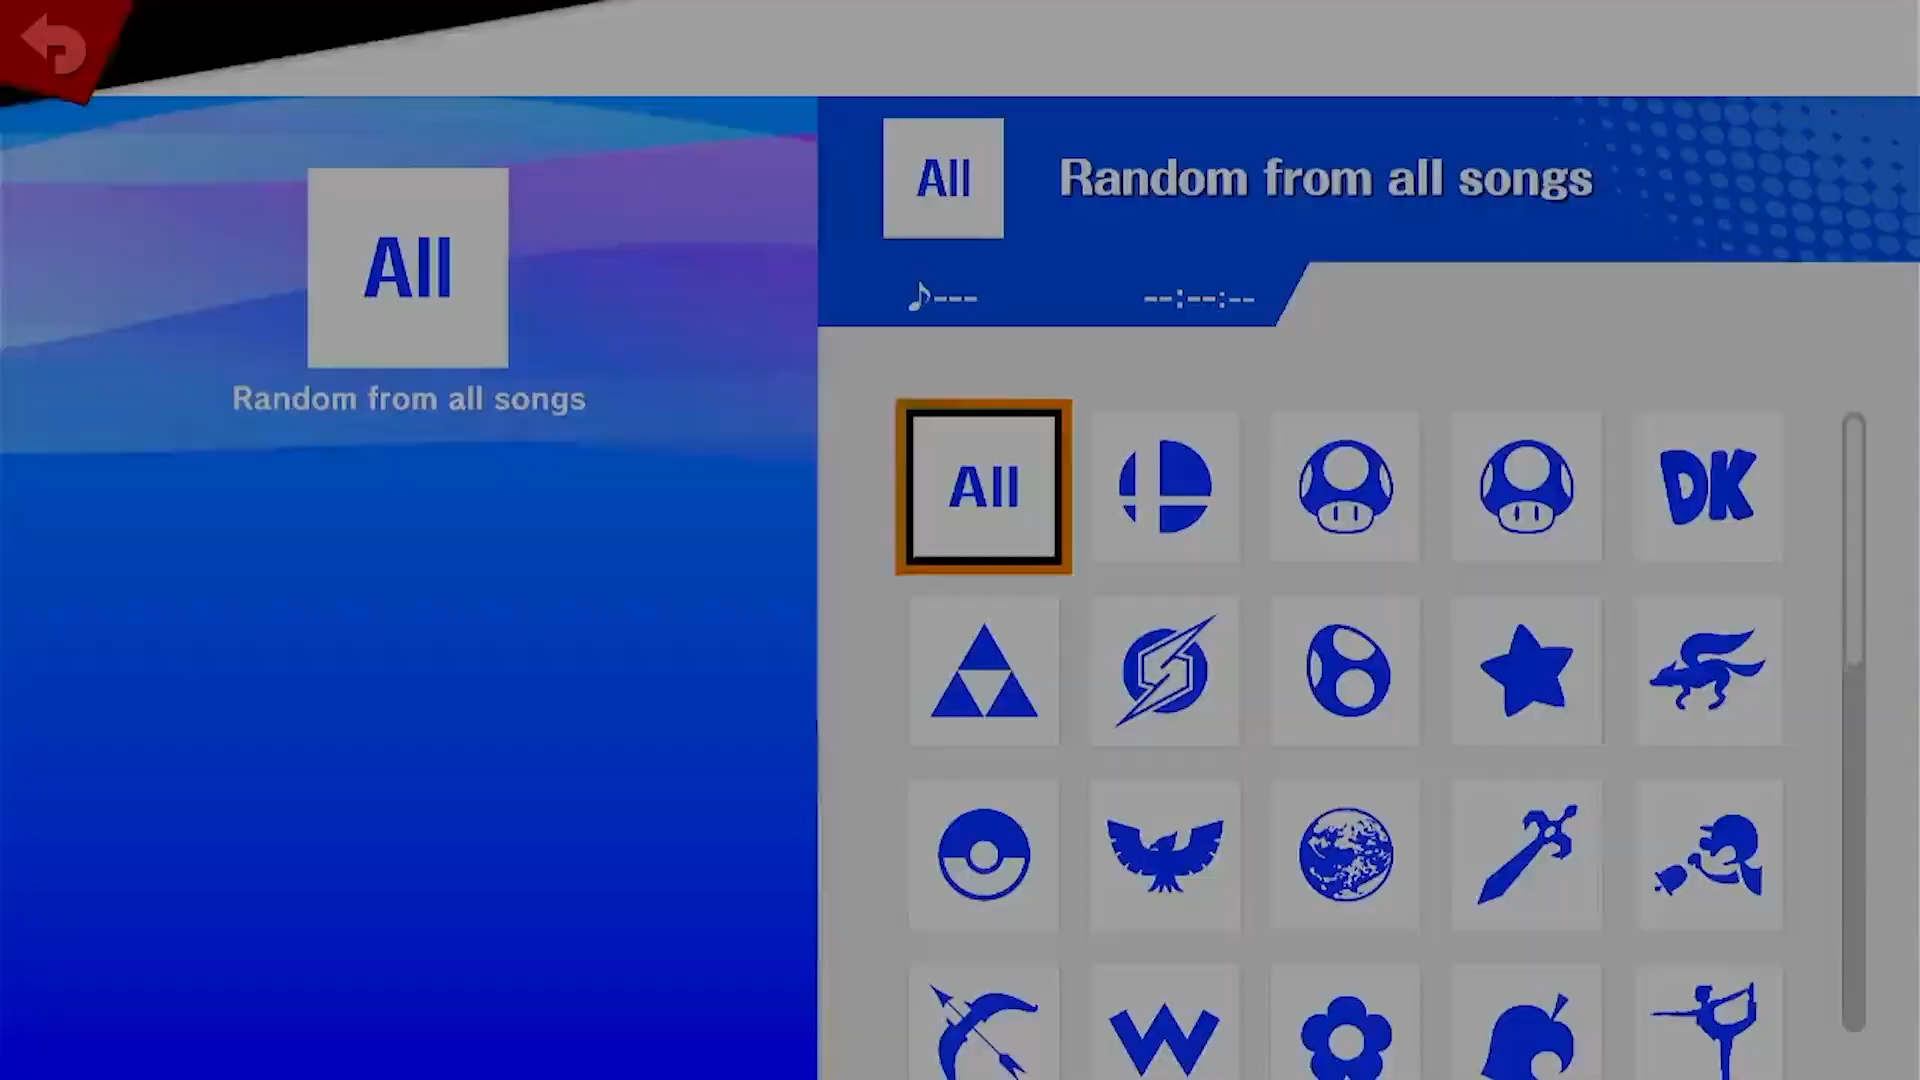 All
Random from all songs
All
Random from all songs
♪---
--:--:--
All
DK